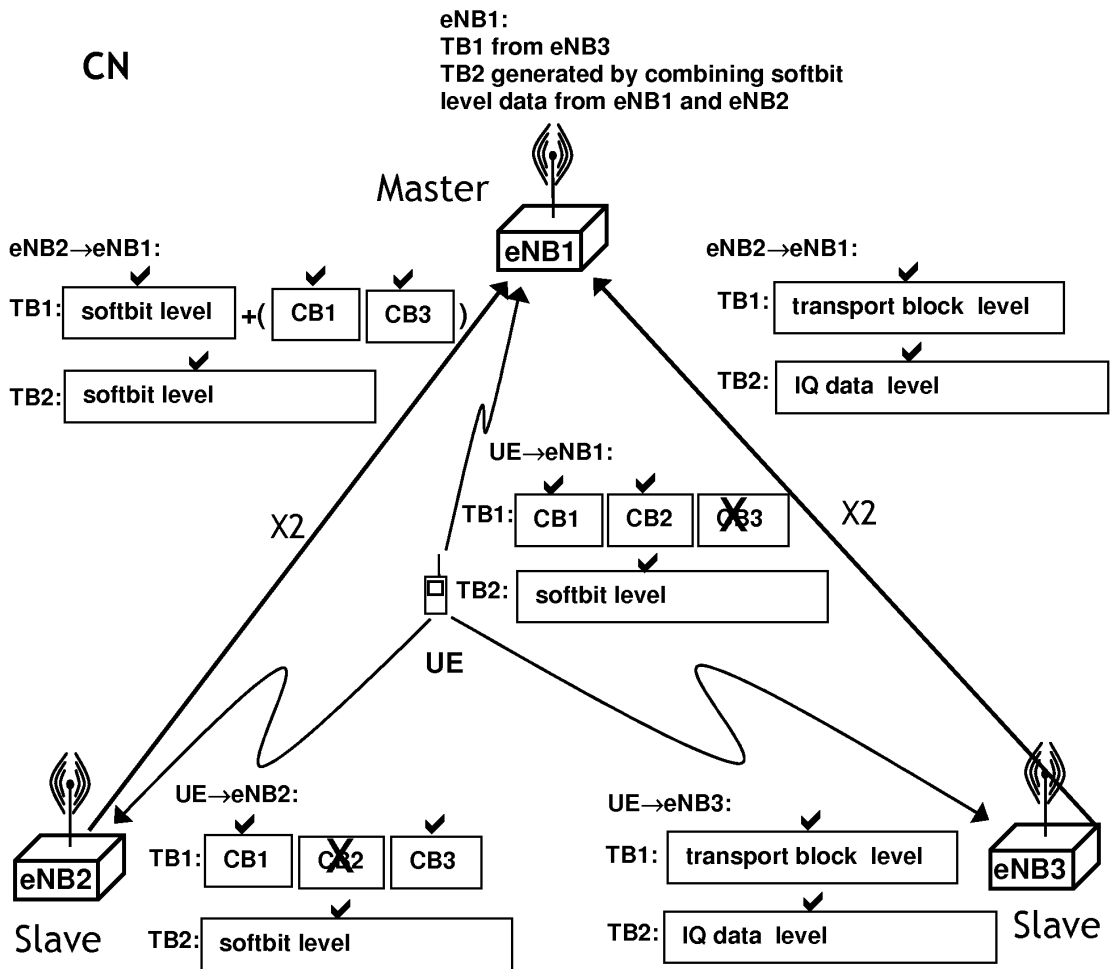 eNB1:
TB1 from eNB3
CN
TB2 generated by combining softbit
level data from eNB1 and eNB2
Master
eNB1
eNB2→eNB1:
TB1: softbit level +( CB1 CB3 )
TB2: softbit level
eNB2→eNB1:
TB1: transport block level
TB2: IQ data level
X2
X2
UE→eNB1:
TB1: CB1 CB2 CB3
TB2: softbit level
UE
UE→eNB2:
TB1: CB1 CB2 CB3
TB2: softbit level
eNB2
Slave
UE→eNB3:
TB1: transport block level
TB2: IQ data level
eNB3
Slave